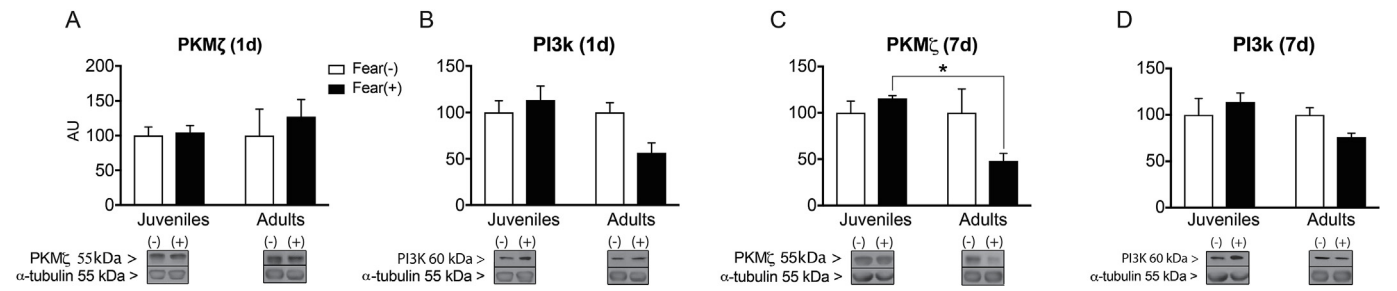 A
PKMζ (1d)
200
150
100
50
0
AU
Fear(-)
Fear(+)
Juveniles
Adults
(-) (+)
(-) (+)
PKMζ 55kDa >
α-tubulin 55 kDa >
B
PI3k (1d)
150
100
50
0
Juveniles
Adults
(-) (+)
(-) (+)
PI3K 60 kDa >
α-tubulin 55 kDa >
C
PKMζ (7d)
150
100
50
0
*
Juveniles
Adults
(-) (+)
(-) (+)
PKMζ 55kDa >
α-tubulin 55 kDa >
D
PI3k (7d)
150
100
50
0
Juveniles
Adults
(-) (+)
(-) (+)
PI3K 60 kDa >
α-tubulin 55 kDa >